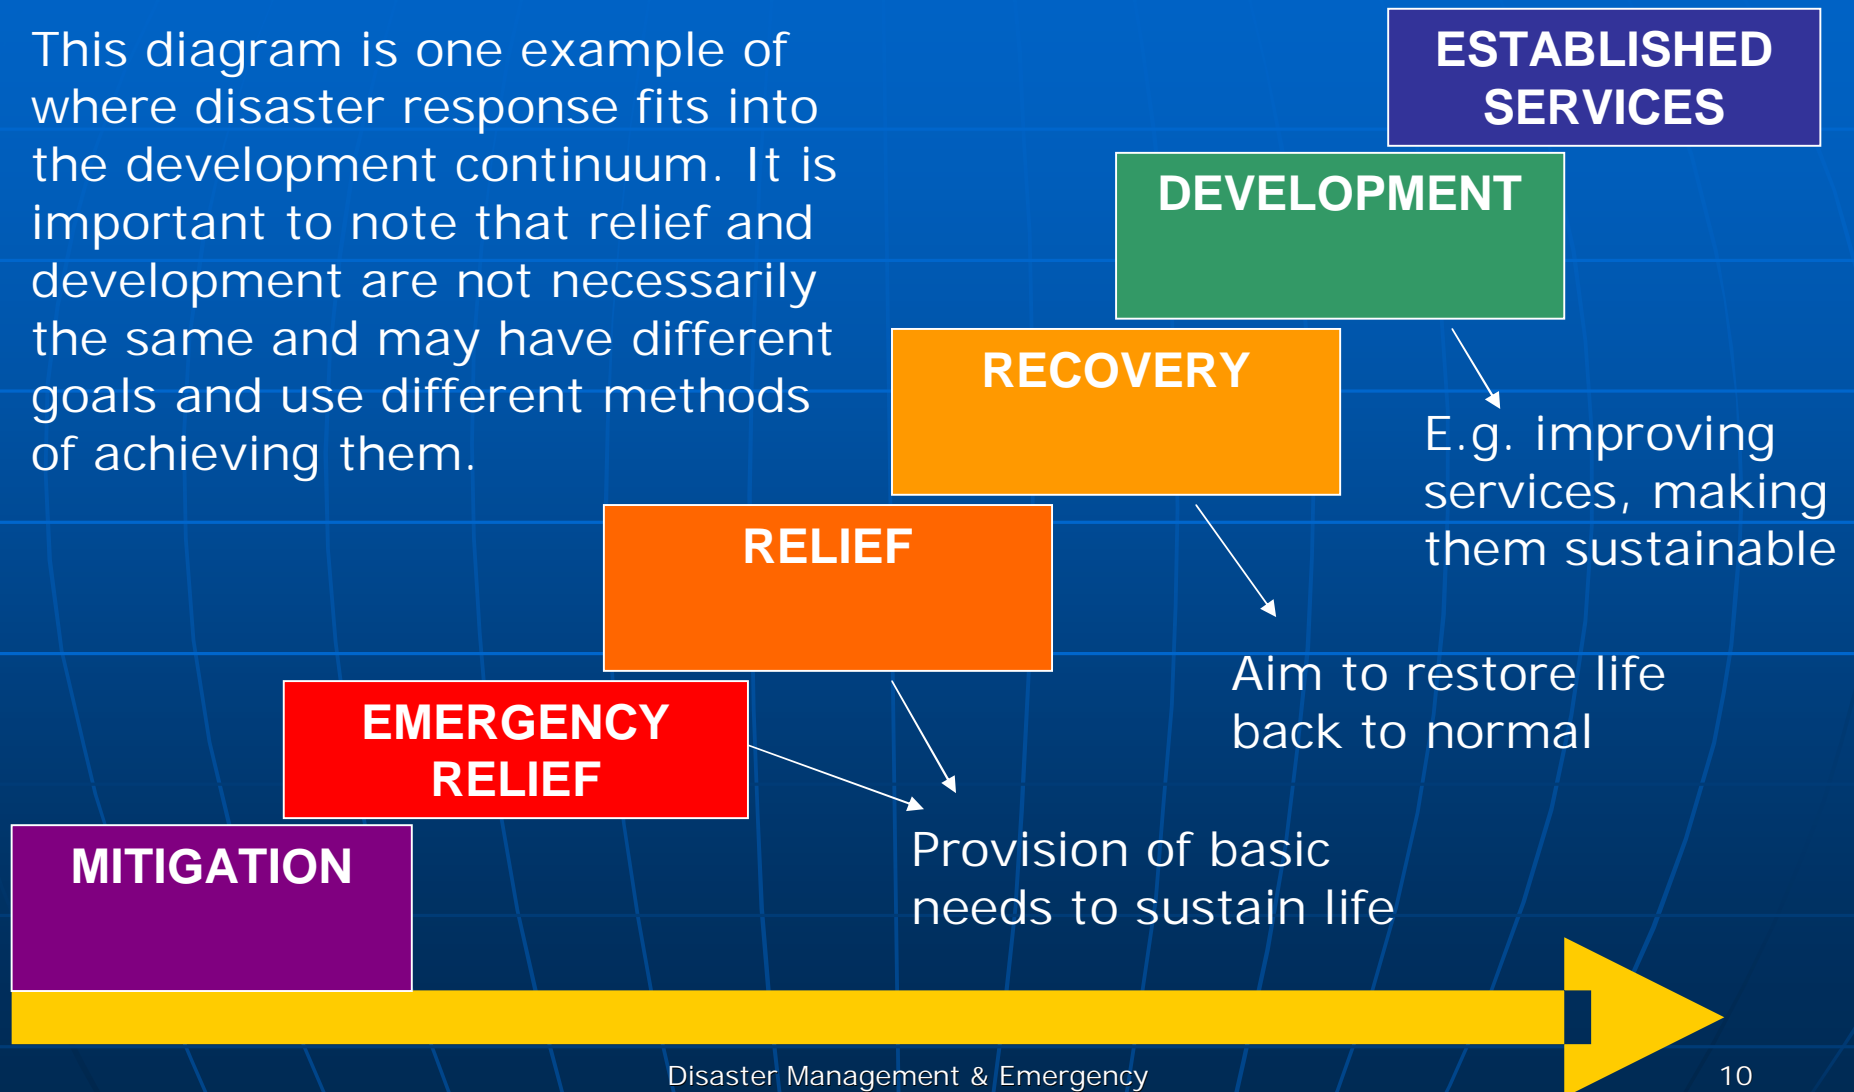 This diagram is one example of
where disaster response fits into
the development continuum. It is
important to note that relief and
development are not necessarily
the same and may have different
goals and use different methods
of achieving them.
ESTABLISHED
SERVICES
DEVELOPMENT
RECOVERY
E.g. improving
services, making
them sustainable
RELIEF
Aim to restore life
back to normal
EMERGENCY
RELIEF
Provision of basic
needs to sustain life
MITIGATION
Disaster Management & Emergency
10